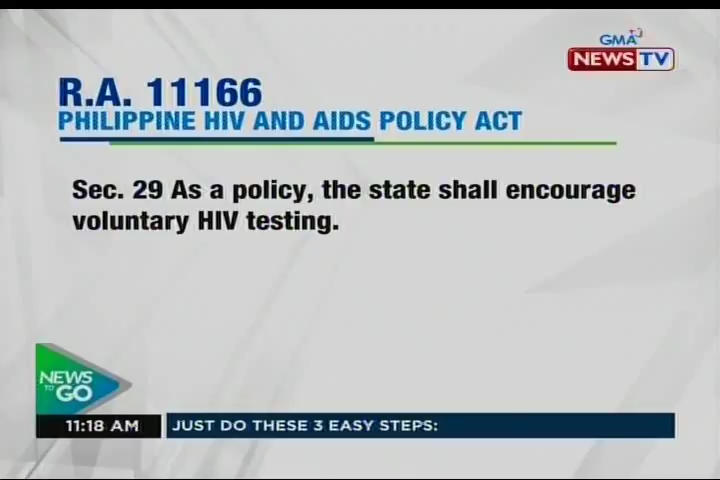 GMA
NEWS TV
R.A. 11166
PHILIPPINE HIV AND AIDS POLICY ACT
Sec. 29 As a policy, the state shall encourage
voluntary HIV testing.
NEWS
TO
GO
11:18 AM
JUST DO THESE 3 EASY STEPS: